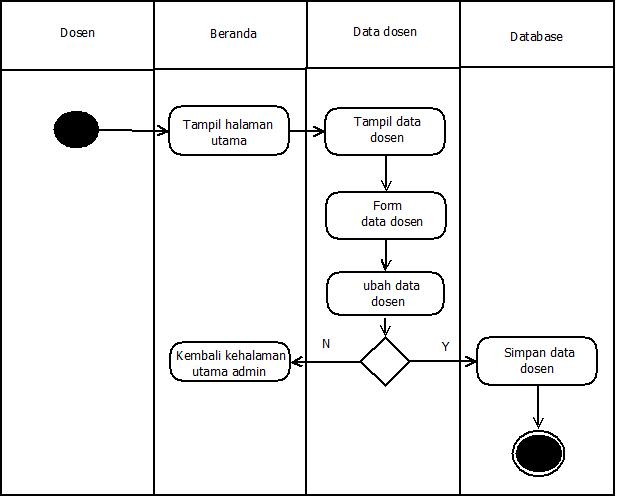 Dosen
Beranda
Data dosen
Database
Tampil halaman
utama
Tampil data
dosen
Form
data dosen
ubah data
dosen
N
Y
Kembali kehalaman
utama admin
Simpan data
dosen